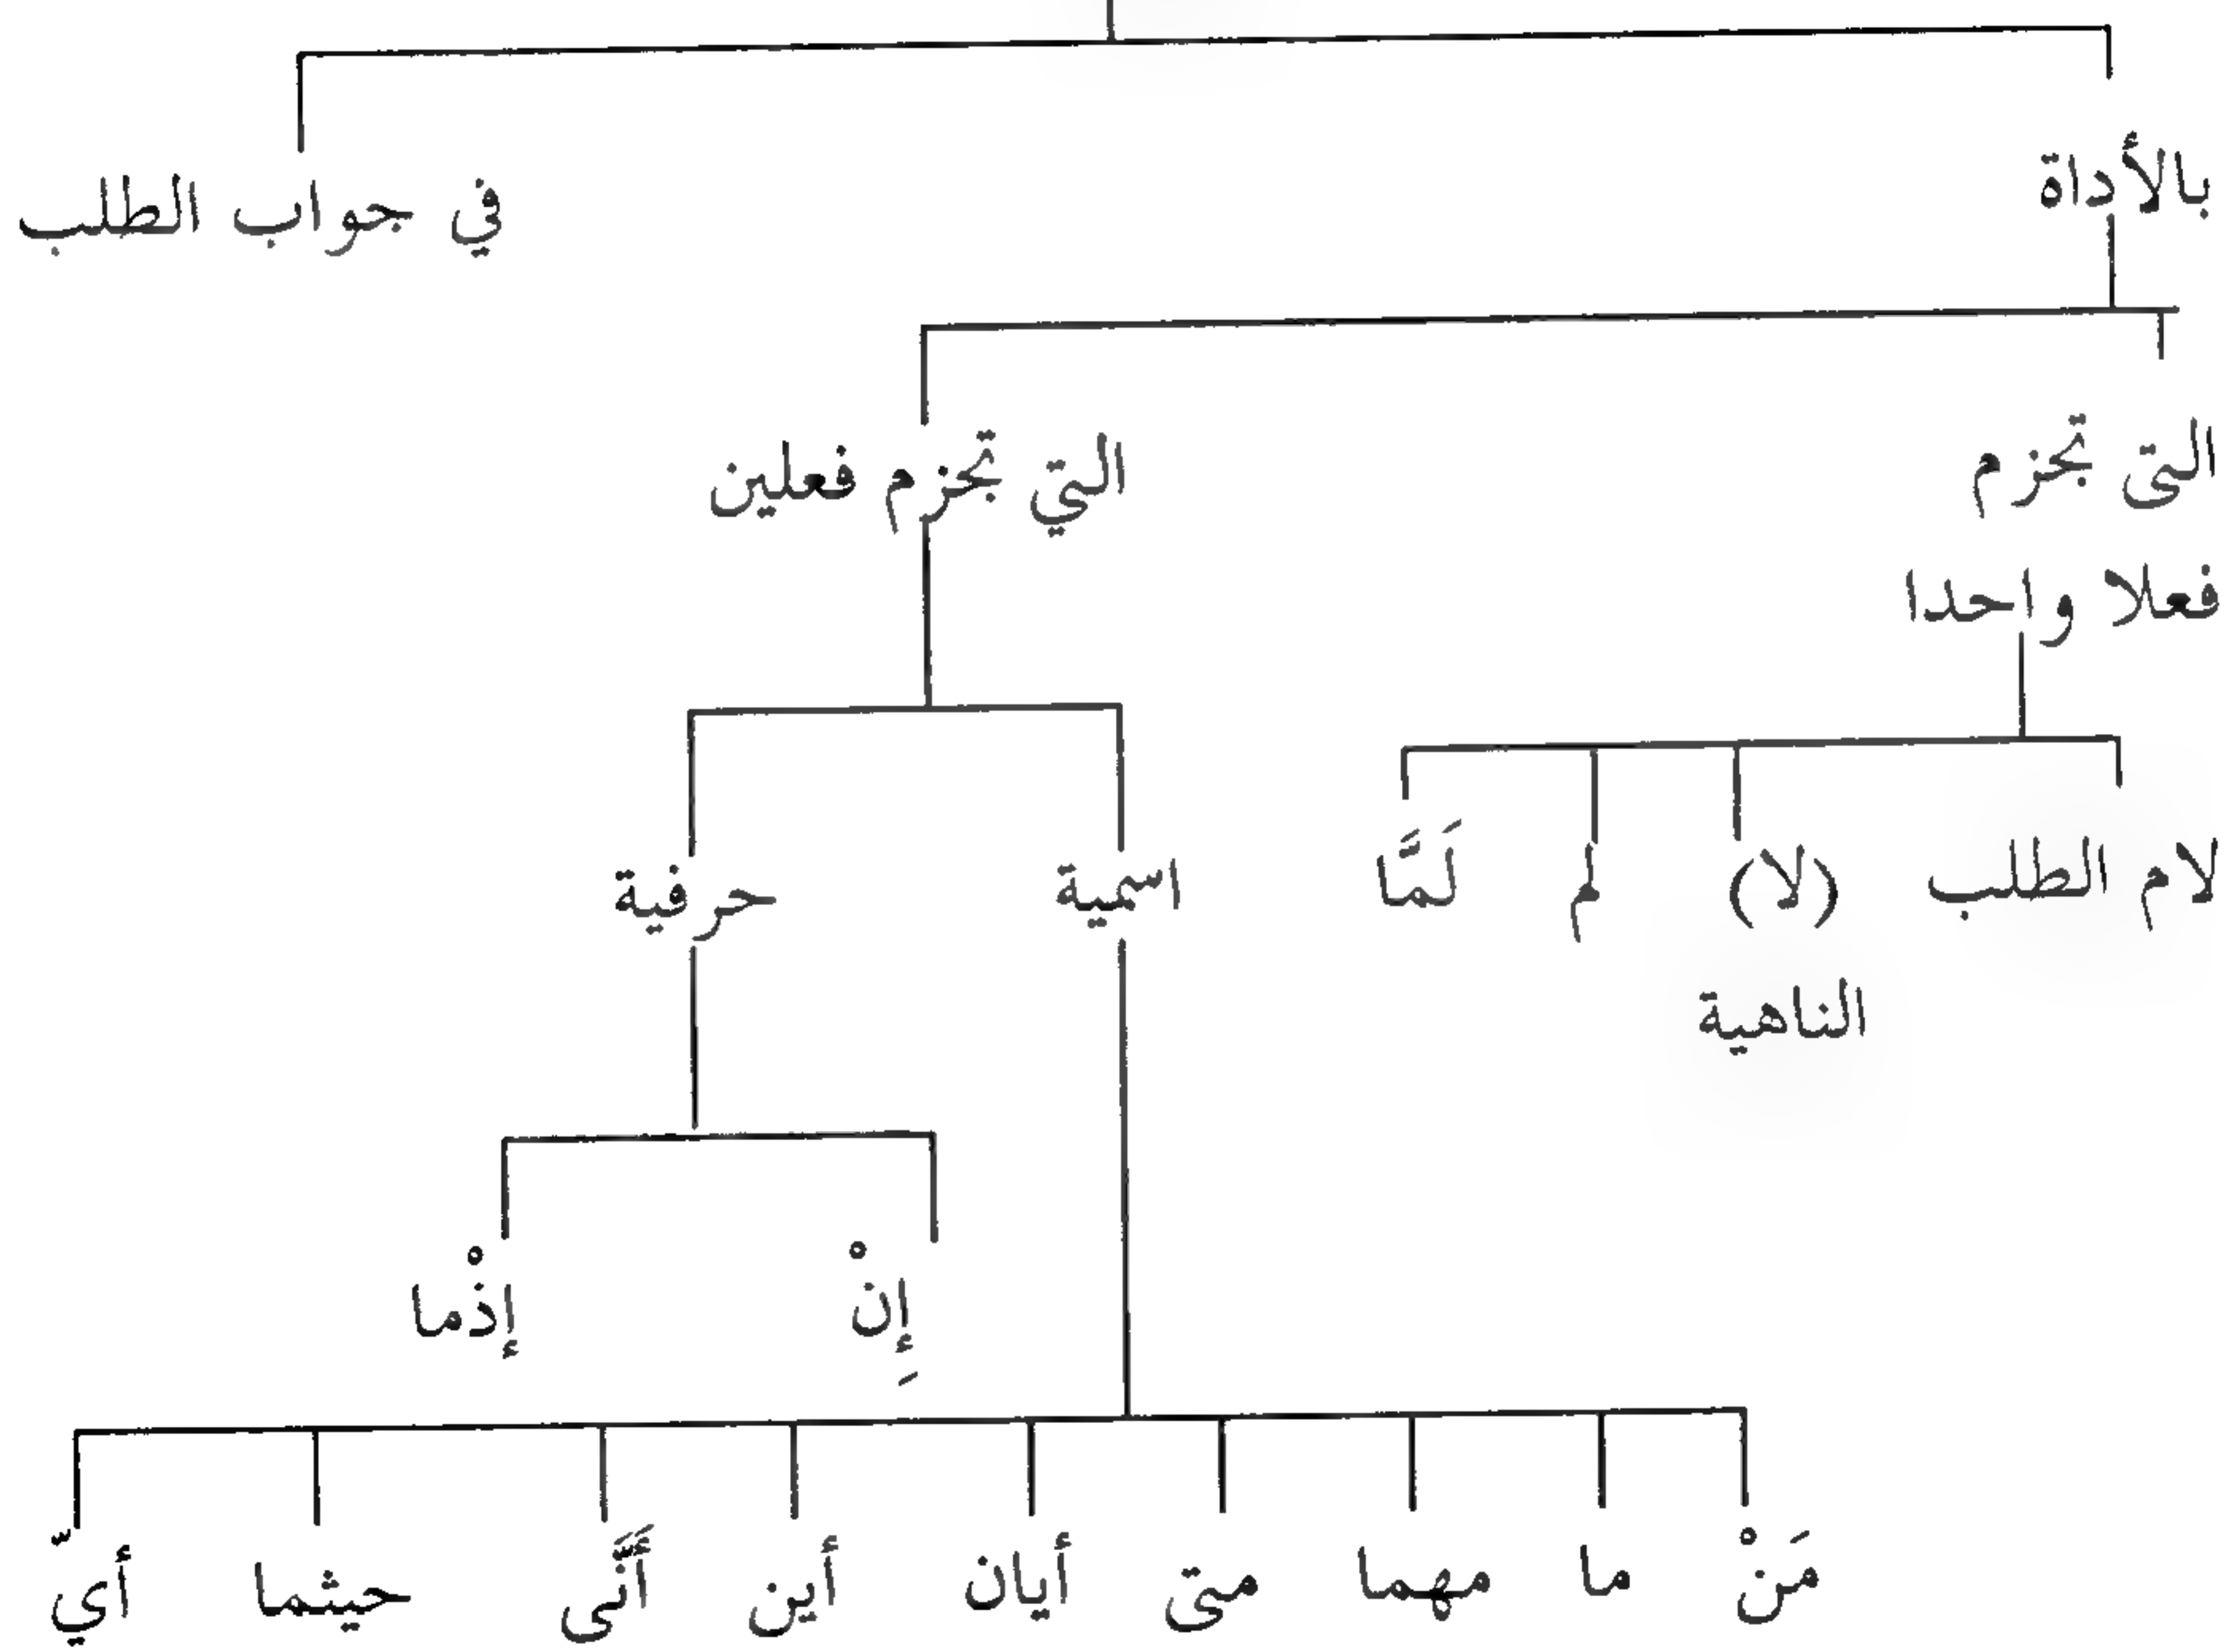 بالأداة
في جواب الطلب
التى تجزم
فعلا واحدا
التي تجزم فعلين
لام الطلب
(لا)
الناهية
لم
لَمَّا
اسمية
حرفية
إِنْ
إذْما
مَنْ
ما
مهما
متى
أيان
أين
أَنَّى
حيثما
أيّ